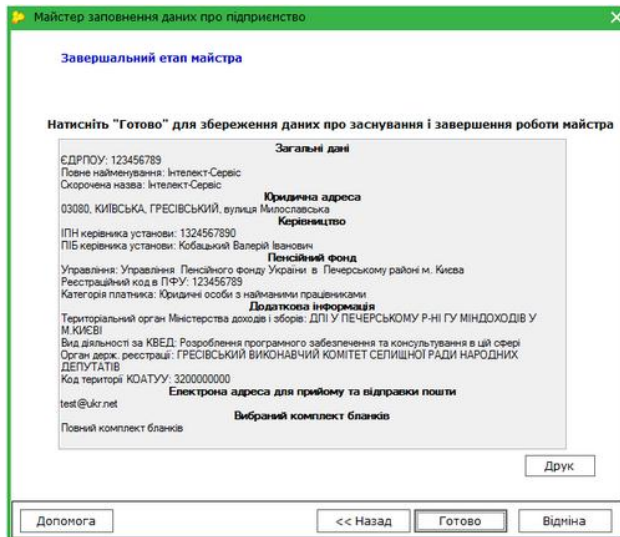 Майстер заповнення даних про підприємство
Завершальний етап майстра
Натисніть "Готово" для збереження даних про заснування і завершення роботи майстра
Загальні дані
ЄДРПОУ: 123456789
Повне найменування: Інтелект-Сервіс
Скорочена назва: Інтелект-Сервіс
Юридична адреса
03080, КИЇВСЬКА, ГРЕСІВСЬКИЙ, вулиця Милославська
Керівництво
ІПН керівника установи: 1324567890
ПІБ керівника установи: Кобацький Валерій Іванович
Пенсійний фонд
Управління: Управління Пенсійного фонду України в Печерському районі м. Києва
Реєстраційний код в ПФУ: 123456789
Категорія платника: Юридичні особи з найманими працівниками
Додаткова інформація
Територіальний орган Міністерства доходів і зборів: ДПІ У ПЕЧЕРСЬКОМУ Р-НІ ГУ МІНДОХОДІВ У
М.КИЄВІ
Вид діяльності за КВЕД: Розроблення програмного забезпечення та консультування в цій сфері
Орган держ. реєстрації: ГРЕСІВСЬКИЙ ВИКОНАВЧИЙ КОМІТЕТ СЕЛИЩНОЇ РАДИ НАРОДНИХ
ДЕПУТАТІВ
Код території КОАТУУ: 3200000000
Електрона адреса для прийому та відправки пошти
test@ukr.net
Вибраний комплект бланків
Повний комплект бланків
Друк
Допомога
<< Назад
Готово
Відміна